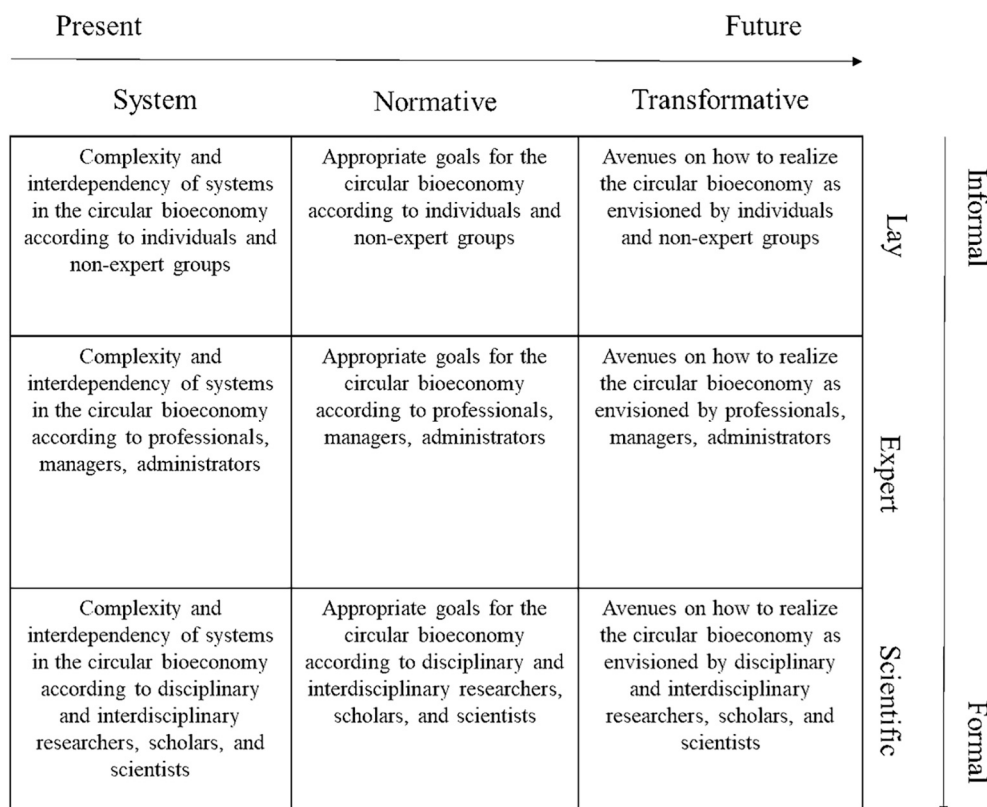 Present
Future
System
Normative
Transformative
Complexity and
interdependency of systems
in the circular bioeconomy
according to individuals and
non-expert groups
Appropriate goals for the
circular bioeconomy
according to individuals and
non-expert groups
Avenues on how to realize
the circular bioeconomy as
envisioned by individuals
and non-expert groups
Lay
Informal
Complexity and
interdependency of systems
in the circular bioeconomy
according to professionals,
managers, administrators
Appropriate goals for the
circular bioeconomy
according to professionals,
managers, administrators
Avenues on how to realize
the circular bioeconomy as
envisioned by professionals,
managers, administrators
Expert
Complexity and
interdependency of systems
in the circular bioeconomy
according to disciplinary
and interdisciplinary
researchers, scholars, and
scientists
Appropriate goals for the
circular bioeconomy
according to disciplinary and
interdisciplinary researchers,
scholars, and scientists
Avenues on how to realize
the circular bioeconomy as
envisioned by disciplinary
and interdisciplinary
researchers, scholars, and
scientists
Scientific
Formal